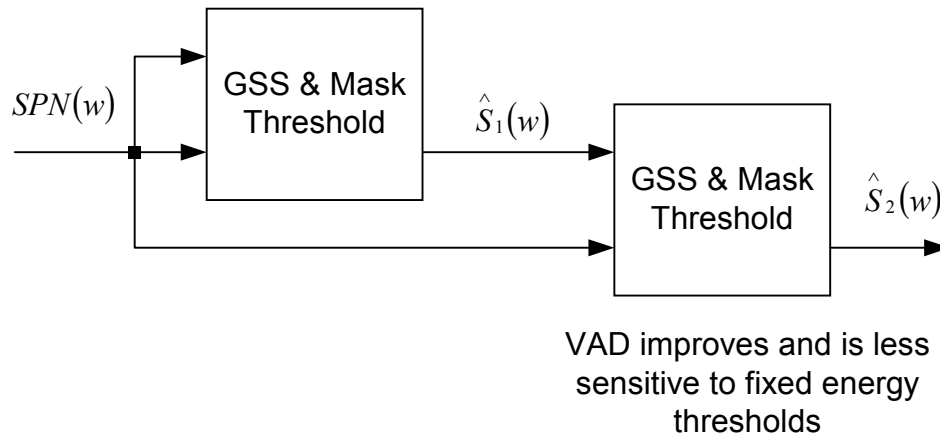 SPN(w)
GSS & Mask
Threshold
Ŝ₁(w)
GSS & Mask
Threshold
Ŝ₂(w)
VAD improves and is less
sensitive to fixed energy
thresholds